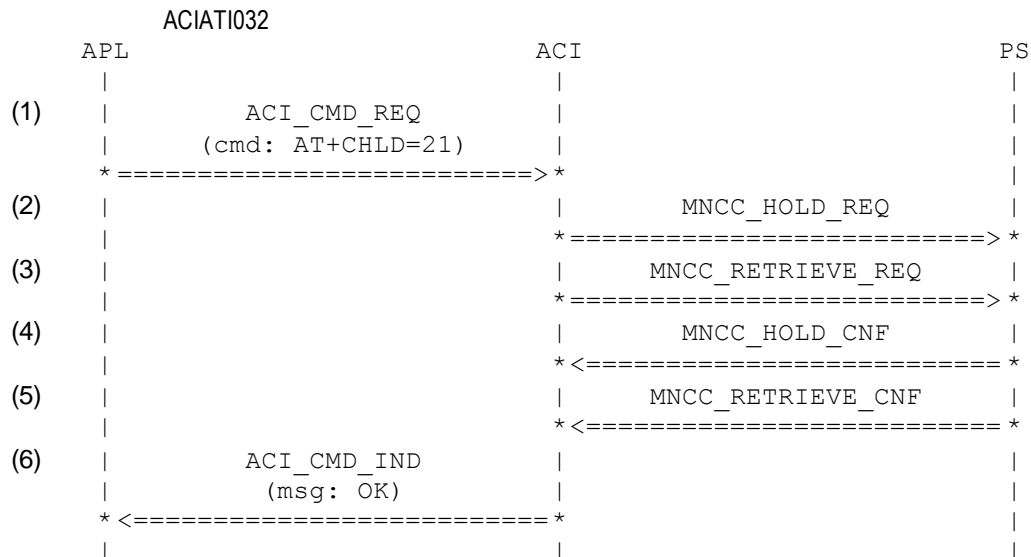 ACIATI032
APL ACI PS
| | |
(1) | ACI_CMD_REQ | |
| (cmd: AT+CHLD=21) | |
* ==========================> * |
(2) | | MNCC_HOLD_REQ |
| * ==========================> *
(3) | | MNCC_RETRIEVE_REQ |
| * ==========================> *
(4) | | MNCC_HOLD_CNF |
| * <========================== *
(5) | | MNCC_RETRIEVE_CNF |
| * <========================== *
(6) | ACI_CMD_IND | |
| (msg: OK) | |
* <========================== * |
| | |